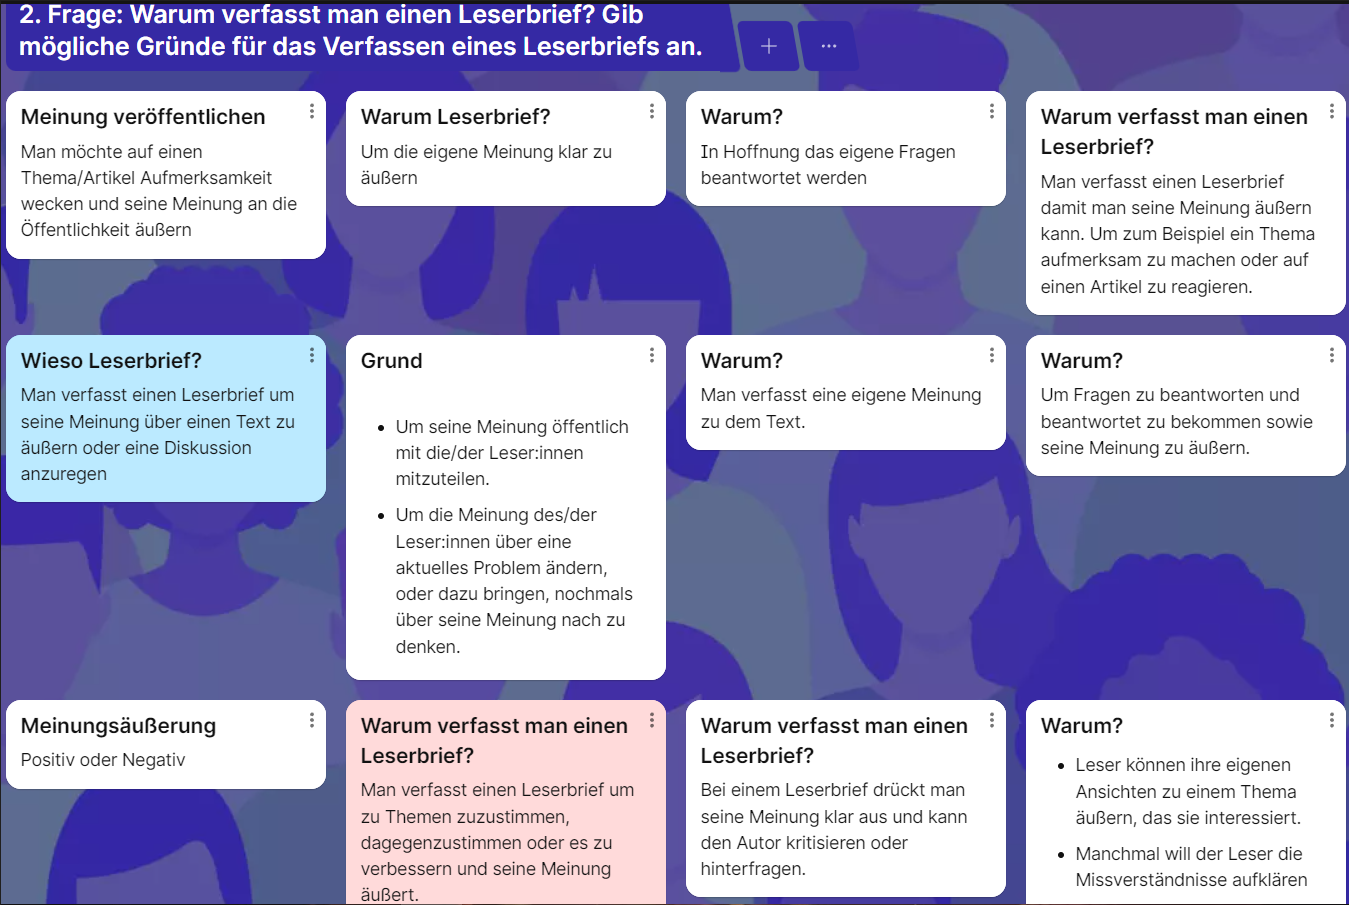 2. Frage: Warum verfasst man einen Leserbrief? Gib
mögliche Gründe für das Verfassen eines Leserbriefs an.
Meinung veröffentlichen
Man möchte auf einen
Thema/Artikel Aufmerksamkeit
wecken und seine Meinung an die
Öffentlichkeit äußern
Warum Leserbrief?
Um die eigene Meinung klar zu
äußern
Warum?
In Hoffnung das eigene Fragen
beantwortet werden
Warum verfasst man einen
Leserbrief?
Man verfasst einen Leserbrief
damit man seine Meinung äußern
kann. Um zum Beispiel ein Thema
aufmerksam zu machen oder auf
einen Artikel zu reagieren.
Wieso Leserbrief?
Man verfasst einen Leserbrief um
seine Meinung über einen Text zu
äußern oder eine Diskussion
anzuregen
Grund
• Um seine Meinung öffentlich
mit die/der Leser:innen
mitzuteilen.
• Um die Meinung des/der
Leser:innen über eine
aktuelles Problem ändern,
oder dazu bringen, nochmals
über seine Meinung nach zu
denken.
Warum?
Man verfasst eine eigene Meinung
zu dem Text.
Warum?
Um Fragen zu beantworten und
beantwortet zu bekommen sowie
seine Meinung zu äußern.
Meinungsäußerung
Positiv oder Negativ
Warum verfasst man einen
Leserbrief?
Man verfasst einen Leserbrief um
zu Themen zuzustimmen,
dagegenzustimmen oder es zu
verbessern und seine Meinung
äußert.
Warum verfasst man einen
Leserbrief?
Bei einem Leserbrief drückt man
seine Meinung klar aus und kann
den Autor kritisieren oder
hinterfragen.
Warum?
• Leser können ihre eigenen
Ansichten zu einem Thema
äußern, das sie interessiert.
• Manchmal will der Leser die
Missverständnisse aufklären